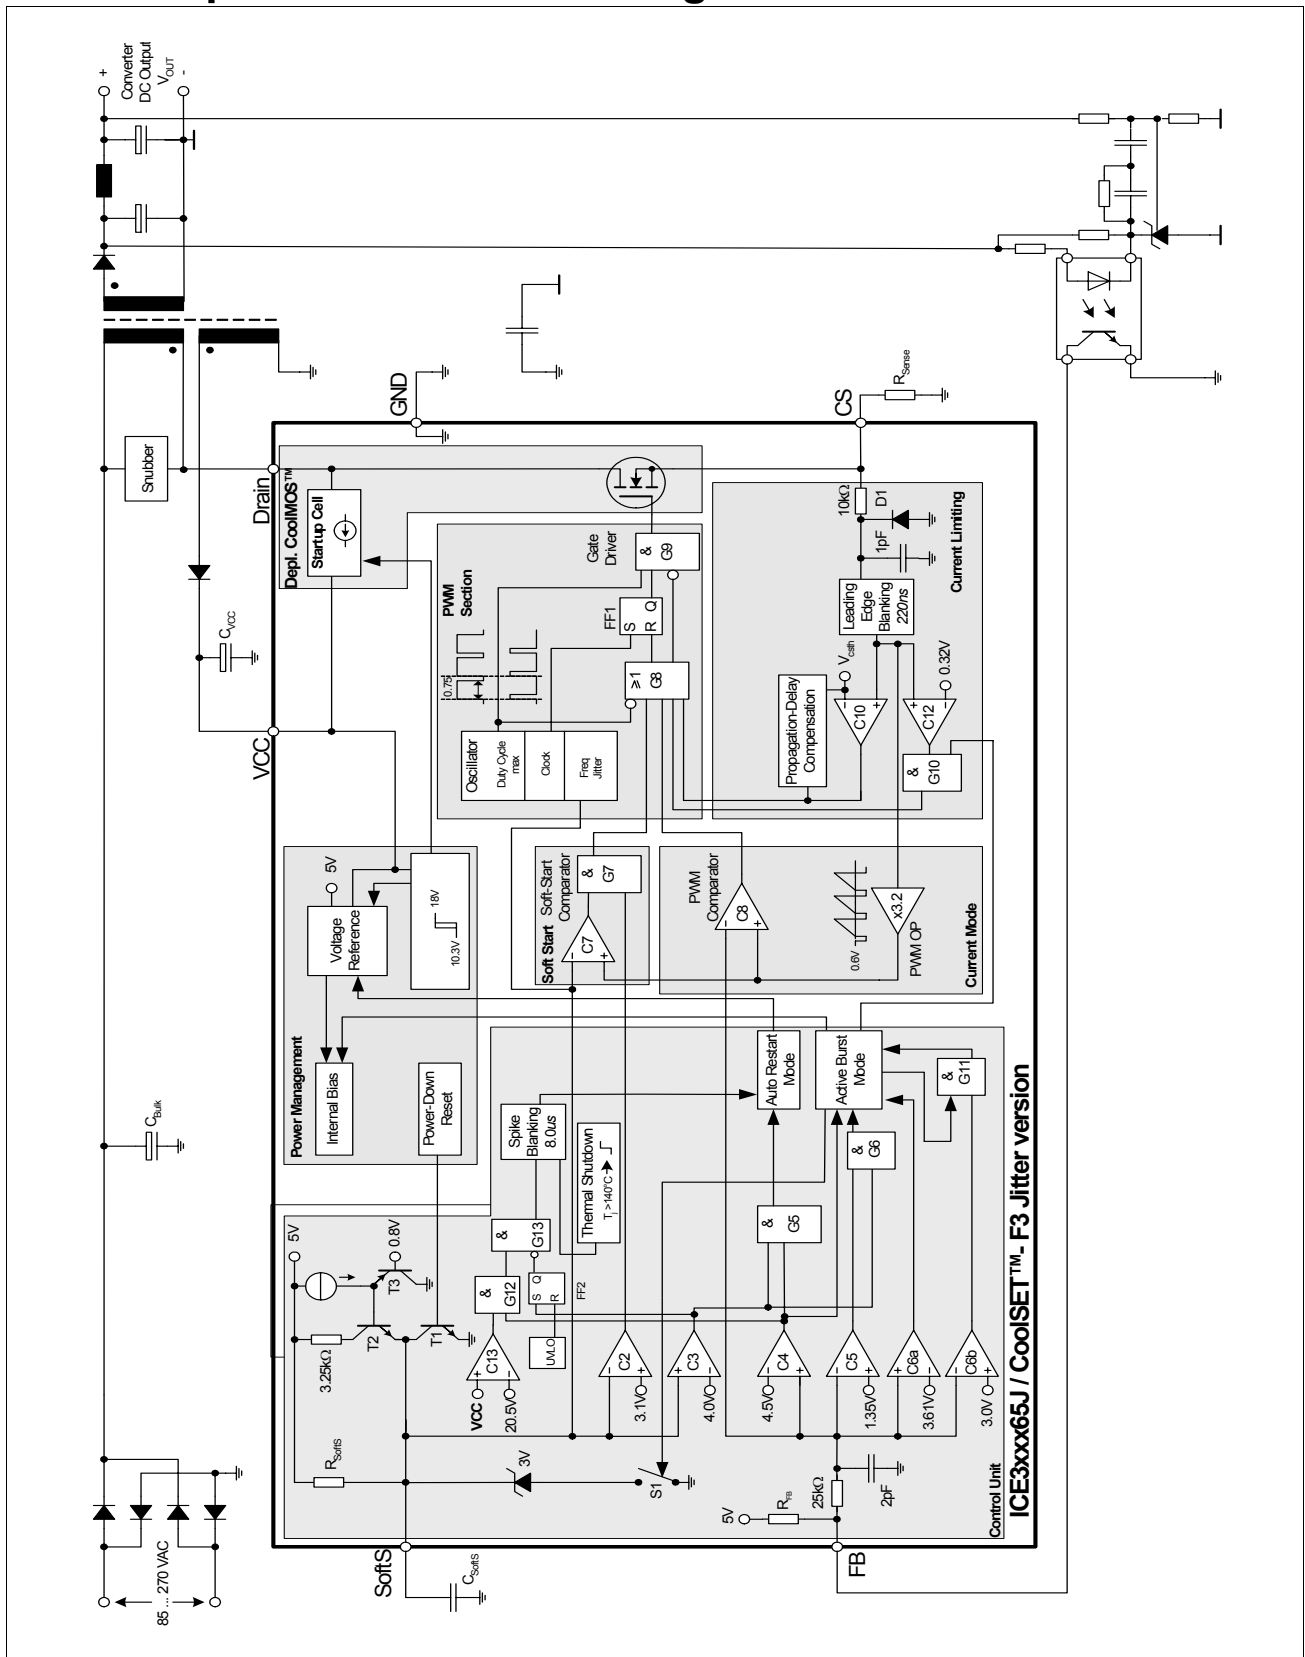 +
Converter
DC Output
V_OUT
-
Snubber
Drain
GND
CS
R_Sense
Depl. CoolMOS™
Startup Cell
C_VCC
VCC
PWM
Section
0.75
Gate
Driver
&
G9
FF1
S
R
Q
≥1
G8
Oscillator
Duty Cycle
max
Clock
Freq.
Jitter
10kΩ
D1
1pF
Leading
Edge
Blanking
220ns
Current Limiting
V_csth
0.32V
Propagation-Delay
Compensation
-
+
C10
+
-
C12
&
G10
5V
Voltage
Reference
18V
10.3V
Power Management
Internal Bias
Power-Down
Reset
Soft Start
Soft-Start
Comparator
&
G7
C7
-
+
PWM
Comparator
C8
-
+
0.6V
x3.2
PWM OP
Current Mode
C_Bulk
5V
0.8V
T3
T2
T1
3.25kΩ
Spike
Blanking
8.0us
Thermal Shutdown
Tj >140°C
&
G13
&
G12
S
Q
R
FF2
UVLO
C13
+
-
VCC
20.5V
Auto Restart
Mode
Active Burst
Mode
&
G11
&
G6
&
G5
C2
-
+
3.1V
C3
+
-
4.0V
C4
-
+
4.5V
C5
-
+
1.35V
C6a
+
-
3.61V
C6b
-
+
3.0V
R_SoftS
3V
S1
5V
R_FB
25kΩ
2pF
Control Unit
ICE3xxx65J / CoolSET™- F3 Jitter version
SoftS
C_SoftS
FB
85 ... 270 VAC